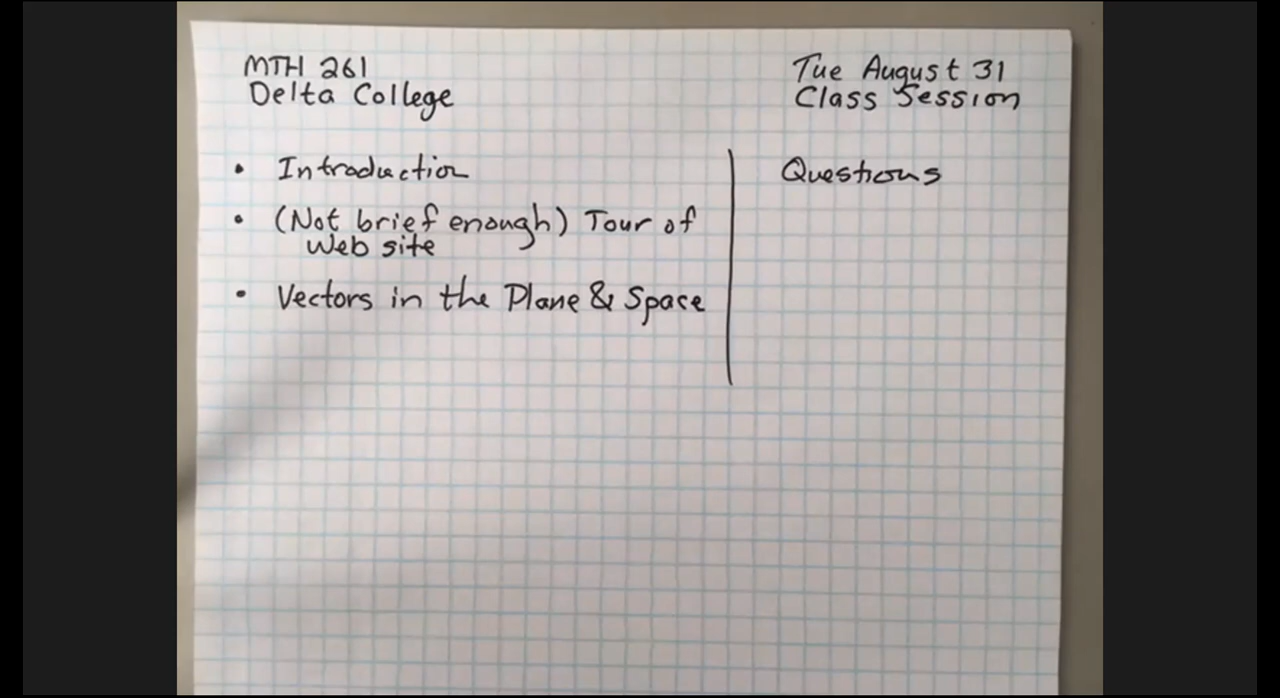 MTH 261
Delta College
Tue August 31
Class Session
• Introduction
• (Not brief enough) Tour of
Web site
• Vectors in the Plane & Space
Questions